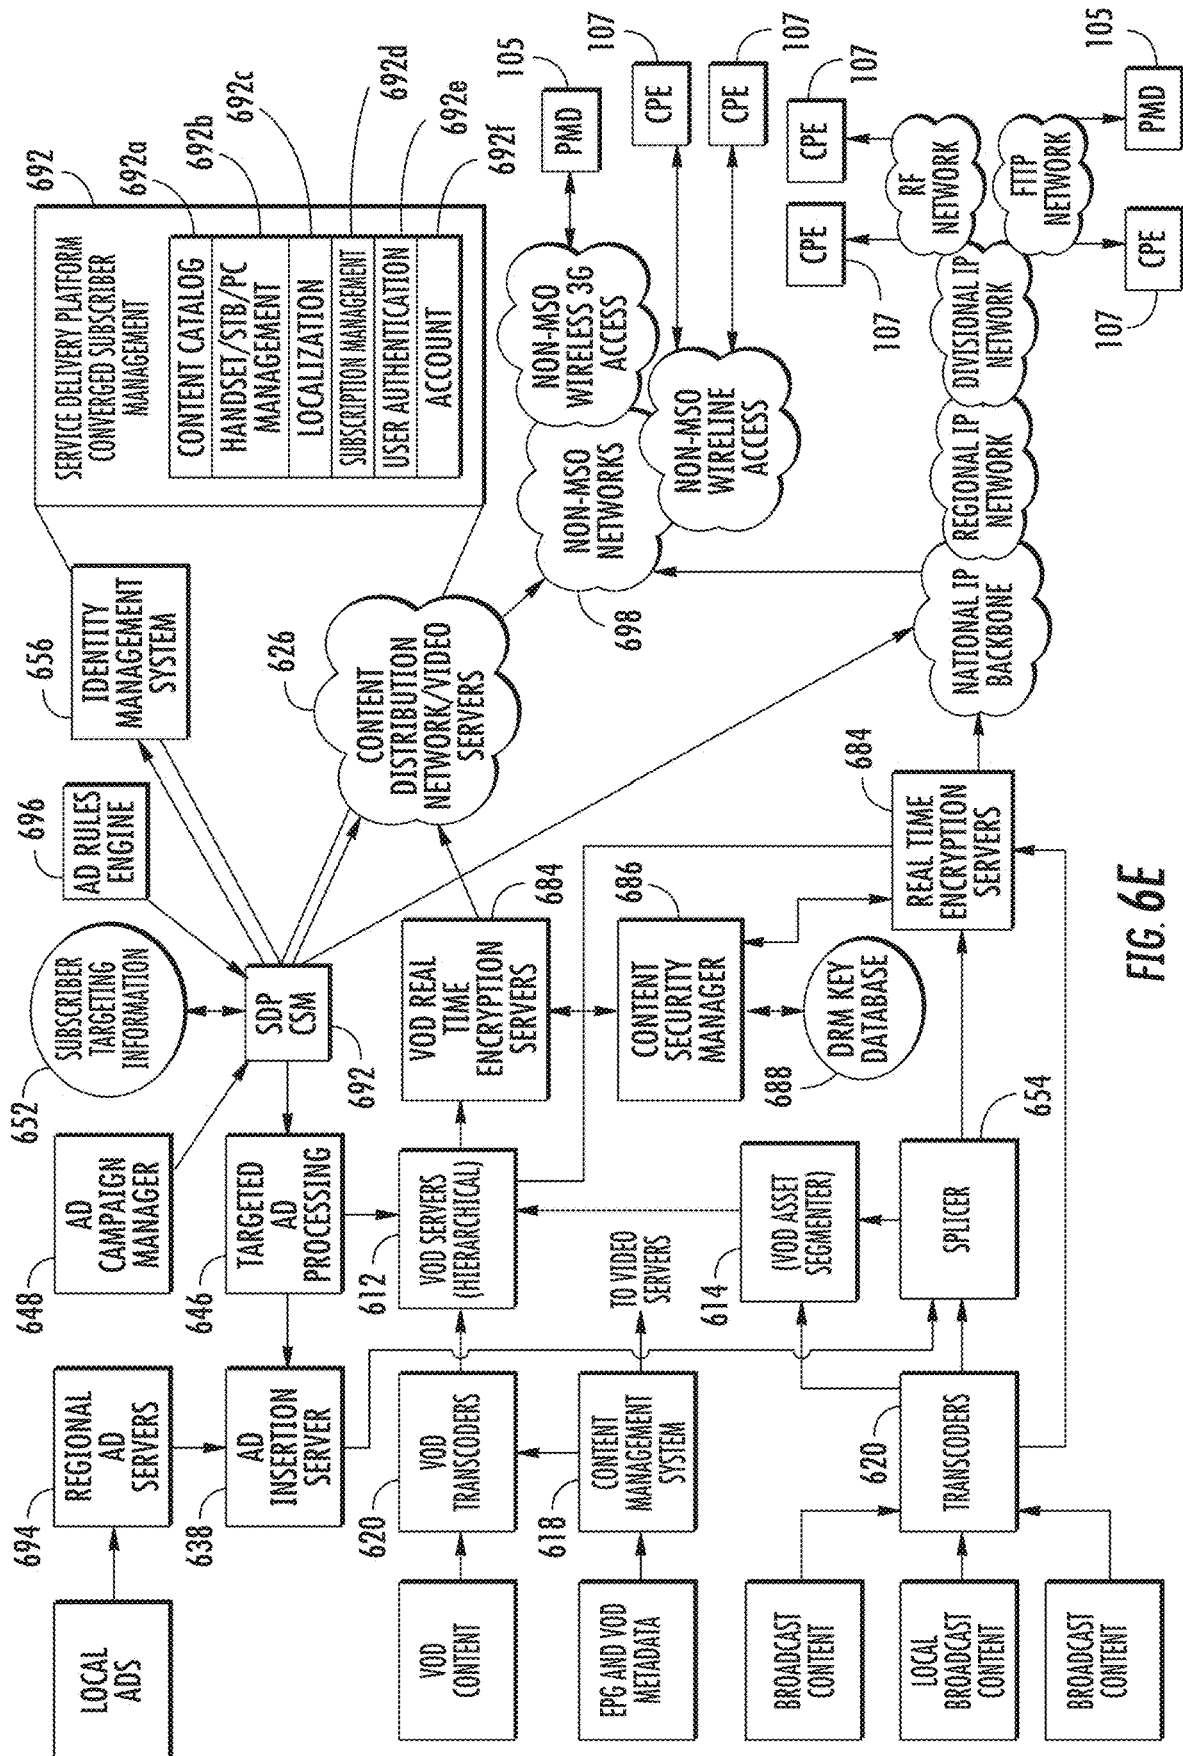 LOCAL
ADS
694
REGIONAL
AD
SERVERS
648
AD
CAMPAIGN
MANAGER
652
SUBSCRIBER
TARGETING
INFORMATION
696
AD RULES
ENGINE
656
IDENTITY
MANAGEMENT
SYSTEM
692
SERVICE DELIVERY PLATFORM
CONVERGED SUBSCRIBER
MANAGEMENT
CONTENT CATALOG
HANDSET/STB/PC
MANAGEMENT
LOCALIZATION
SUBSCRIPTION MANAGEMENT
USER AUTHENTICATION
ACCOUNT
692a
692b
692c
692d
692e
692f
638
AD
INSERTION
SERVER
646
TARGETED
AD
PROCESSING
SDP
CSM
692
626
CONTENT
DISTRIBUTION
NETWORK/VIDEO
SERVERS
VOD
CONTENT
620
VOD
TRANSCODERS
612
VOD SERVERS
(HIERARCHICAL)
VOD REAL
TIME
ENCRYPTION
SERVERS
684
NON-MSO
NETWORKS
698
NON-MSO
WIRELESS 3G
ACCESS
NON-MSO
WIRELINE
ACCESS
PMD
105
CPE
107
CPE
107
EPG AND VOD
METADATA
618
CONTENT
MANAGEMENT
SYSTEM
TO VIDEO
SERVERS
CONTENT
SECURITY
MANAGER
686
688
DRM KEY
DATABASE
614
(VOD ASSET
SEGMENTER)
BROADCAST
CONTENT
LOCAL
BROADCAST
CONTENT
BROADCAST
CONTENT
620
TRANSCODERS
SPLICER
654
REAL TIME
ENCRYPTION
SERVERS
684
NATIONAL IP
BACKBONE
REGIONAL IP
NETWORK
DIVISIONAL IP
NETWORK
RF
NETWORK
FTTP
NETWORK
CPE
107
CPE
107
CPE
107
PMD
105
FIG. 6E